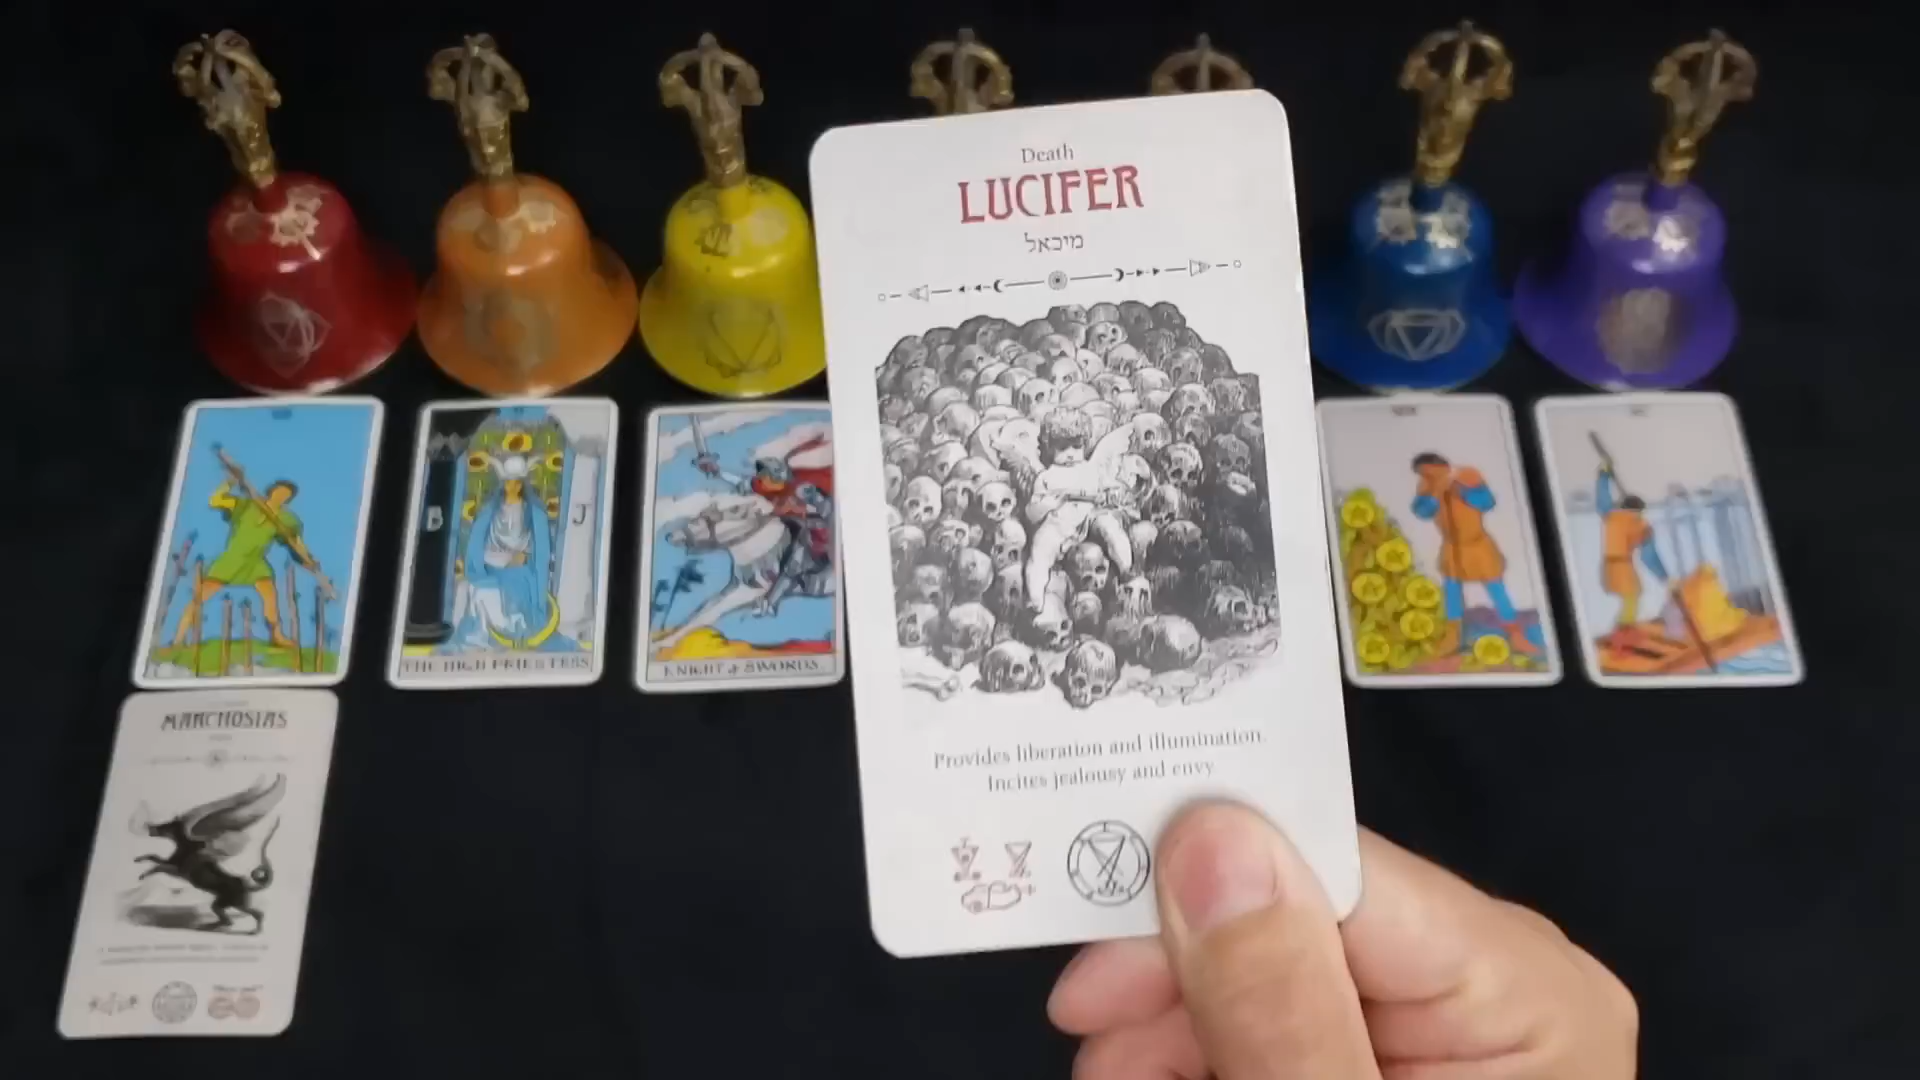 Death
LUCIFER
מיכאל
Provides liberation and illumination.
Incites jealousy and envy
B
J
THE HIGH PRIESTESS
KNIGHT of SWORDS.
MARCHOSIAS